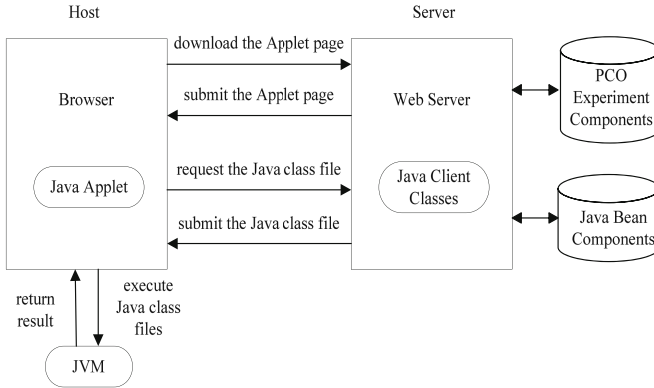 Host
Server
download the Applet page
submit the Applet page
Browser
Web Server
PCO
Experiment
Components
request the Java class file
Java Applet
Java Client
Classes
submit the Java class file
Java Bean
Components
return
result
execute
Java class
files
JVM